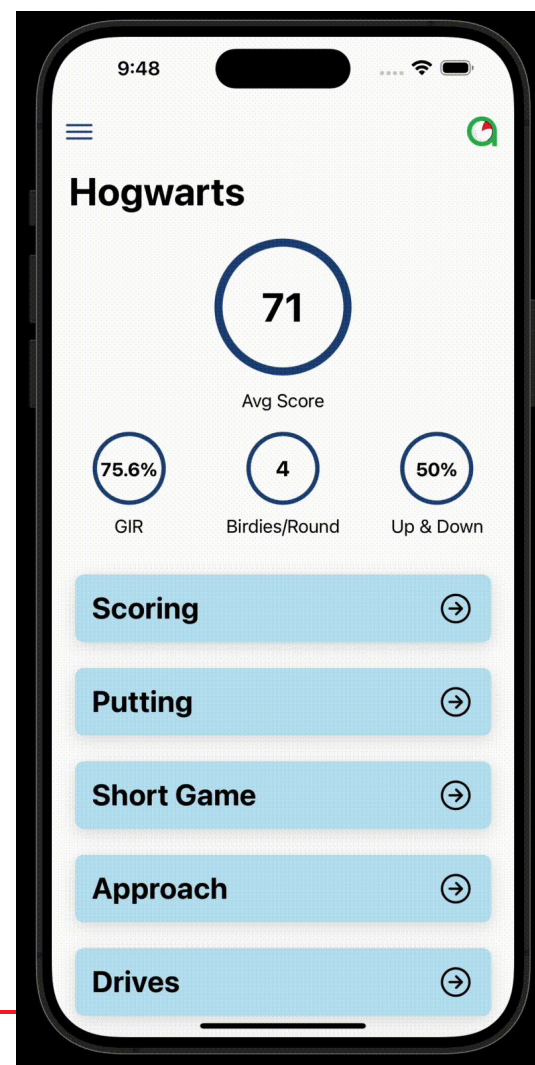 9:48
Hogwarts
71
Avg Score
75.6% 4 50%
GIR Birdies/Round Up & Down
Scoring
Putting
Short Game
Approach
Drives